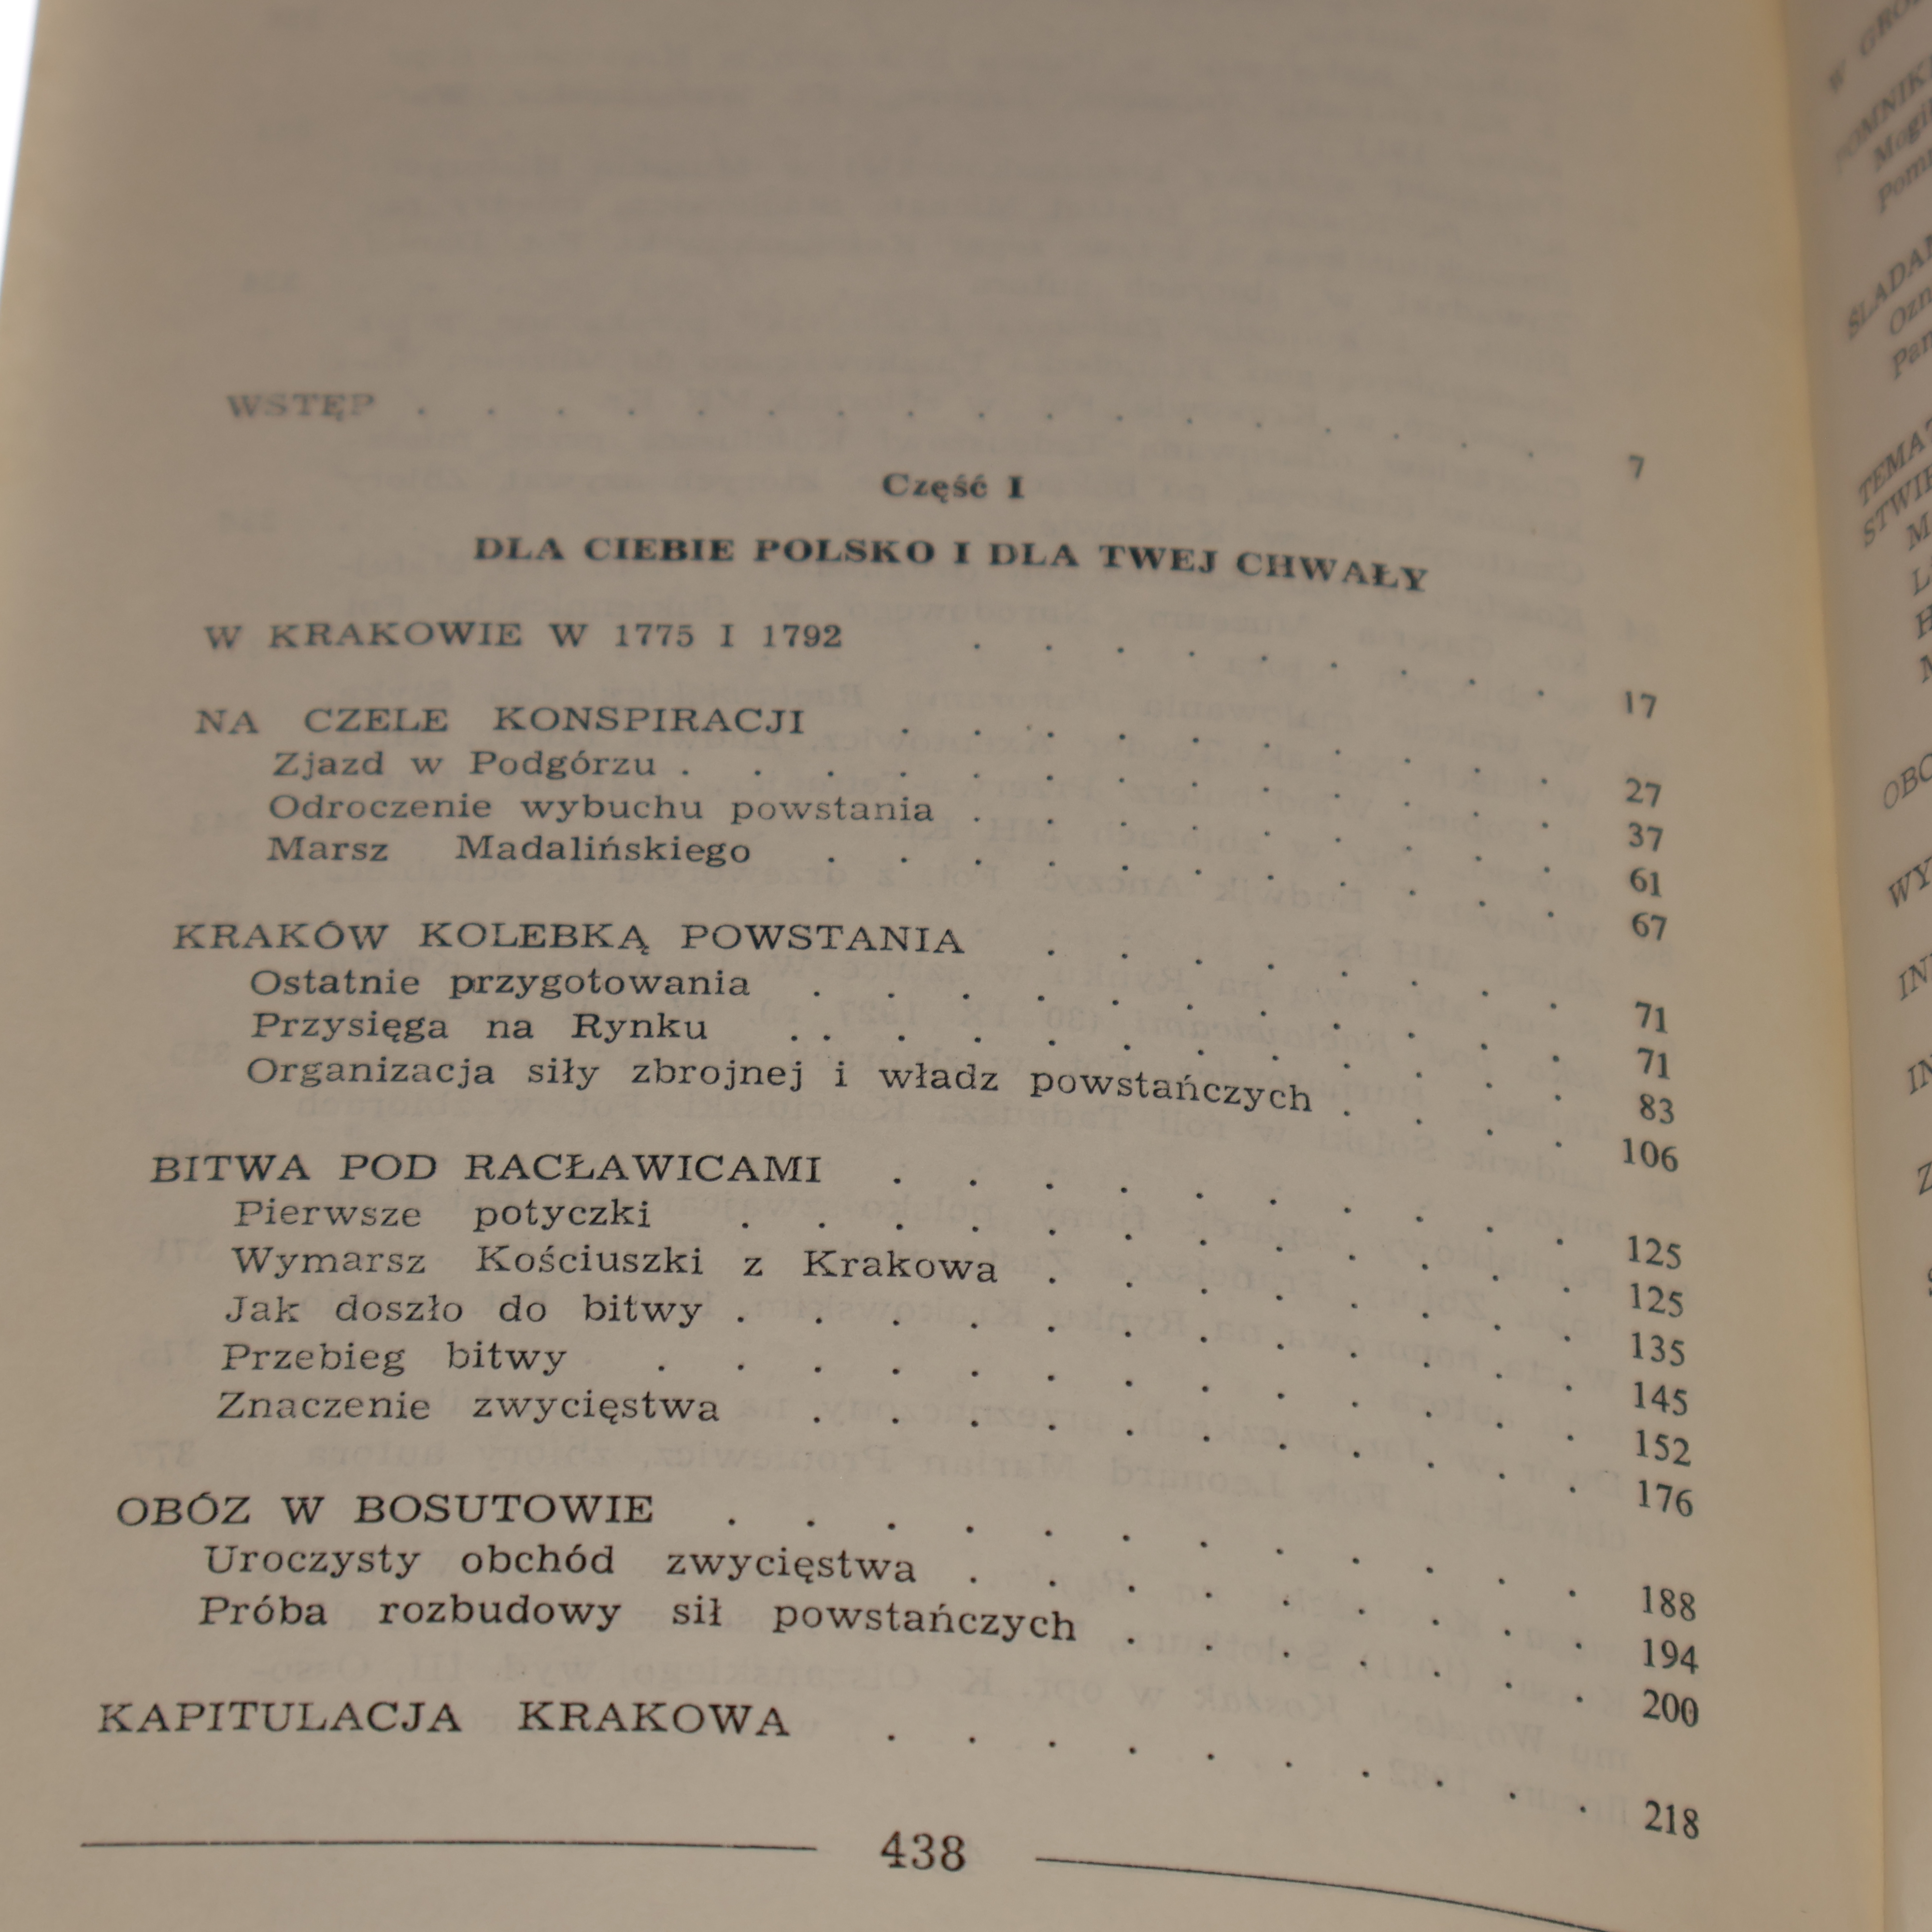 WSTĘP . . . . . . . . . . . . . . . . . 7
Część I
DLA CIEBIE POLSKO I DLA TWEJ CHWAŁY
W KRAKOWIE W 1775 I 1792 . . . . . . . . . 17
NA CZELE KONSPIRACJI . . . . . . . . . . 27
Zjazd w Podgórzu . . . . . . . . . . . . . 37
Odroczenie wybuchu powstania . . . . . . . . . 61
Marsz Madalińskiego . . . . . . . . . . . 67
KRAKÓW KOLEBKĄ POWSTANIA . . . . . . . . 71
Ostatnie przygotowania . . . . . . . . . . . 71
Przysięga na Rynku . . . . . . . . . . . . 83
Organizacja siły zbrojnej i władz powstańczych . . . . 106
BITWA POD RACŁAWICAMI . . . . . . . . . . 125
Pierwsze potyczki . . . . . . . . . . . . 125
Wymarsz Kościuszki z Krakowa . . . . . . . . 135
Jak doszło do bitwy . . . . . . . . . . . . 145
Przebieg bitwy . . . . . . . . . . . . . 152
Znaczenie zwycięstwa . . . . . . . . . . . 176
OBÓZ W BOSUTOWIE . . . . . . . . . . . . 188
Uroczysty obchód zwycięstwa . . . . . . . . . 194
Próba rozbudowy sił powstańczych . . . . . . . 200
KAPITULACJA KRAKOWA . . . . . . . . . . 218
438